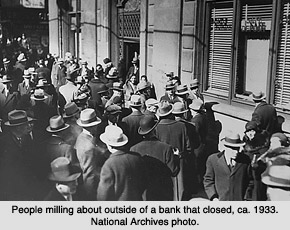 People milling about outside of a bank that closed, ca. 1933.
National Archives photo.